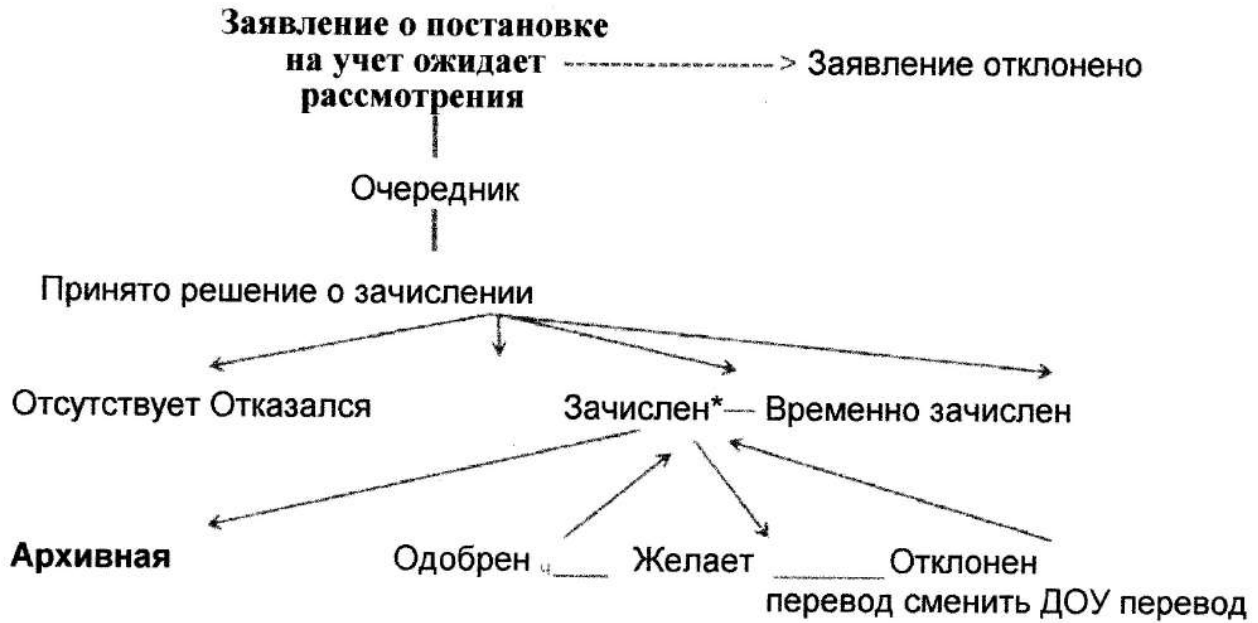 Заявление о постановке
на учет ожидает -----------> Заявление отклонено
рассмотрения
Очередник
Принято решение о зачислении
Отсутствует Отказался Зачислен*— Временно зачислен
Архивная Одобрен Желает Отклонен
перевод сменить ДОУ перевод